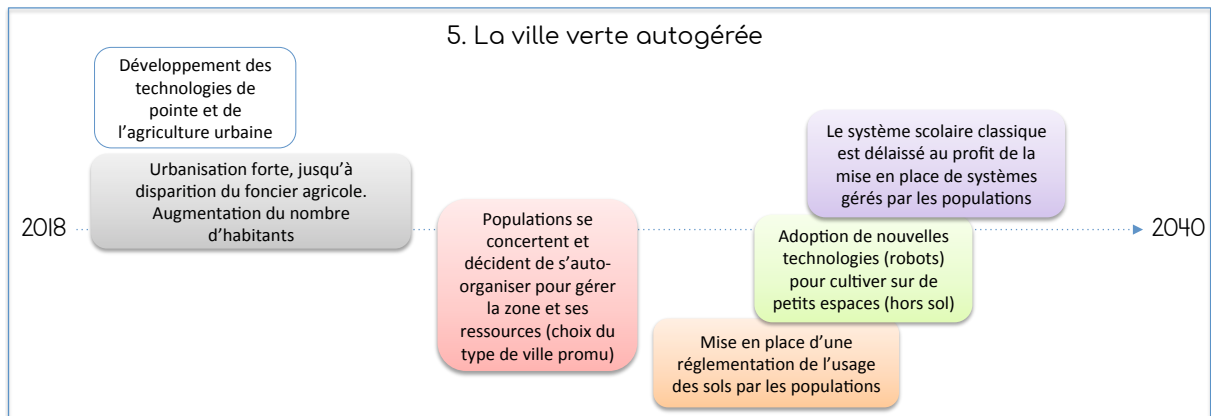 5. La ville verte autogérée
Développement des
technologies de
pointe et de
l'agriculture urbaine
Urbanisation forte, jusqu'à
disparition du foncier agricole.
Augmentation du nombre
d'habitants
2018
Populations se
concertent et
décident de s'auto-
organiser pour gérer
la zone et ses
ressources (choix du
type de ville promu)
Mise en place d'une
réglementation de l'usage
des sols par les populations
Adoption de nouvelles
technologies (robots)
pour cultiver sur de
petits espaces (hors sol)
Le système scolaire classique
est délaissé au profit de la
mise en place de systèmes
gérés par les populations
2040